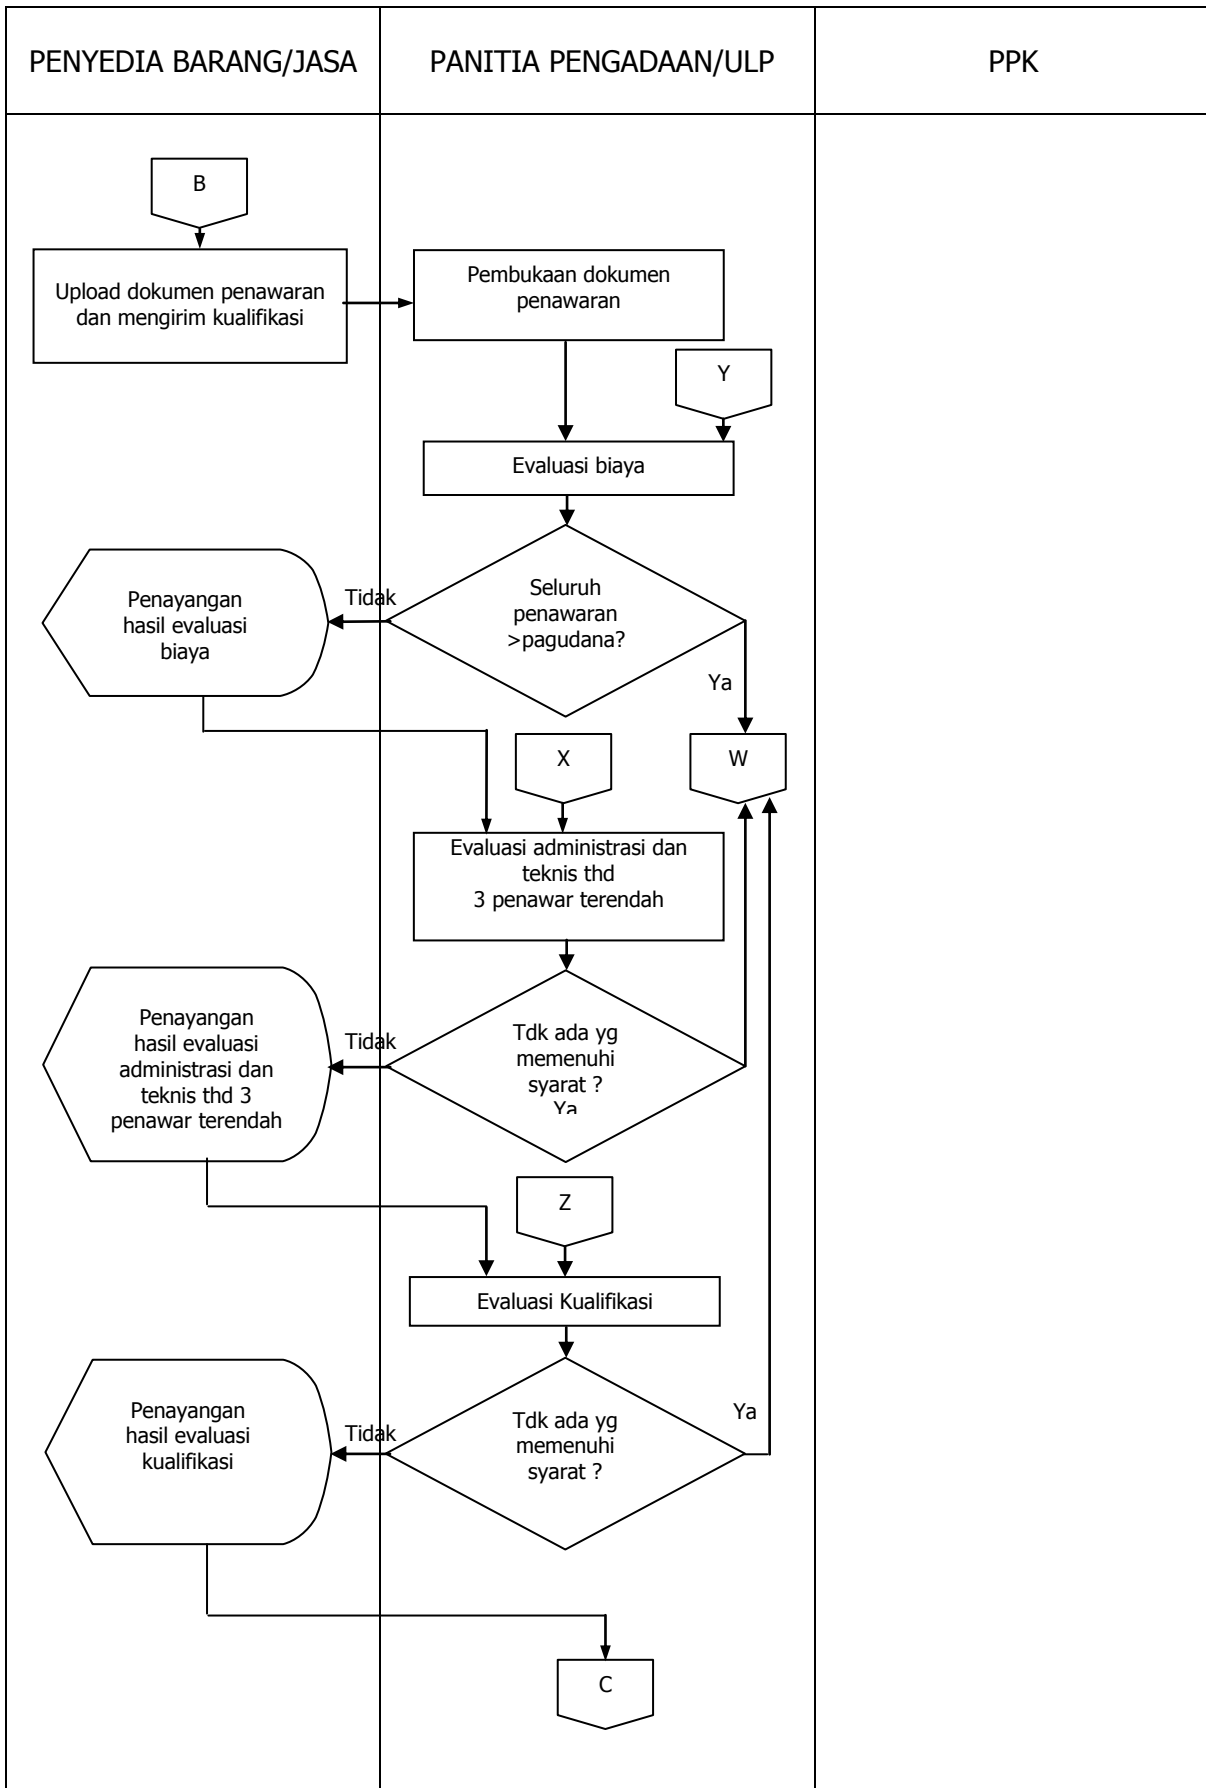 PENYEDIA BARANG/JASA
PANITIA PENGADAAN/ULP
PPK
B
Upload dokumen penawaran
dan mengirim kualifikasi
Pembukaan dokumen
penawaran
Y
Evaluasi biaya
Seluruh
penawaran
>pagudana?
Tidak
Penayangan
hasil evaluasi
biaya
Ya
X
W
Evaluasi administrasi dan
teknis thd
3 penawar terendah
Tdk ada yg
memenuhi
syarat ?
Ya
Tidak
Penayangan
hasil evaluasi
administrasi dan
teknis thd 3
penawar terendah
Z
Evaluasi Kualifikasi
Tdk ada yg
memenuhi
syarat ?
Ya
Tidak
Penayangan
hasil evaluasi
kualifikasi
C